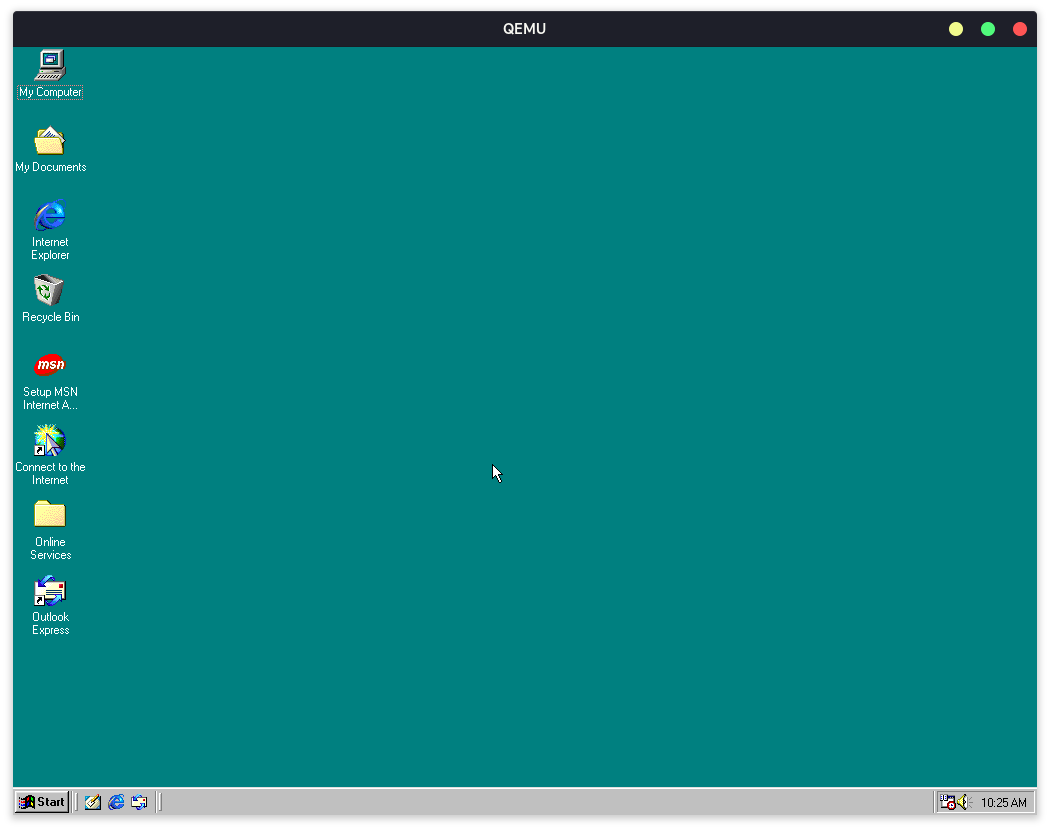 QEMU
My Computer
My Documents
Internet
Explorer
Recycle Bin
msn
Setup MSN
Internet A...
Connect to the
Internet
Online
Services
Outlook
Express
Start
10:25 AM